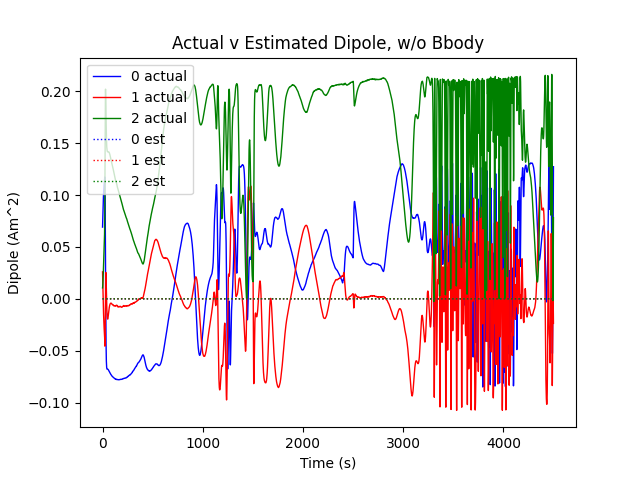 Actual v Estimated Dipole, w/o Bbody
0 actual
1 actual
2 actual
0 est
1 est
2 est
Dipole (Am^2)
0.20
0.15
0.10
0.05
0.00
−0.05
−0.10
0
1000
2000
3000
4000
Time (s)